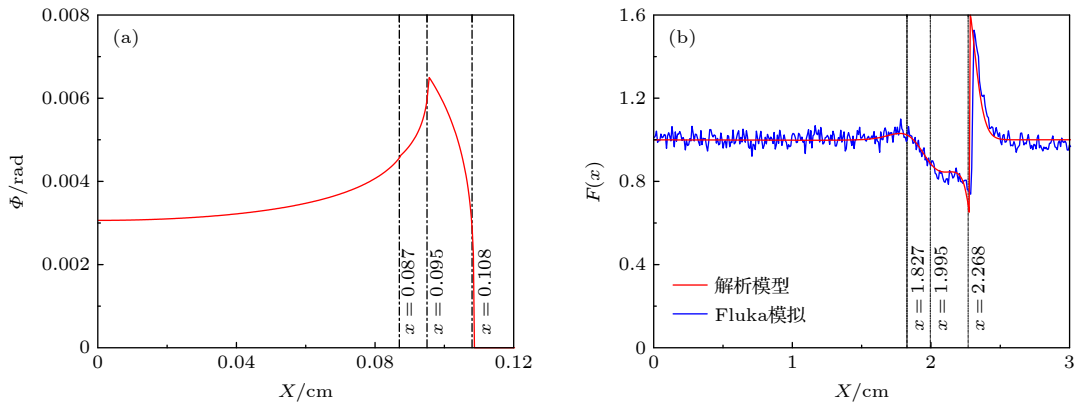 (a)
0.008
0.006
0.004
0.002
0
Φ/rad
x = 0.087
x = 0.095
x = 0.108
0
0.04
0.08
0.12
X/cm
(b)
1.6
1.2
0.8
0.4
0
F(x)
解析模型
Fluka模拟
x = 1.827
x = 1.995
x = 2.268
0
1
2
3
X/cm